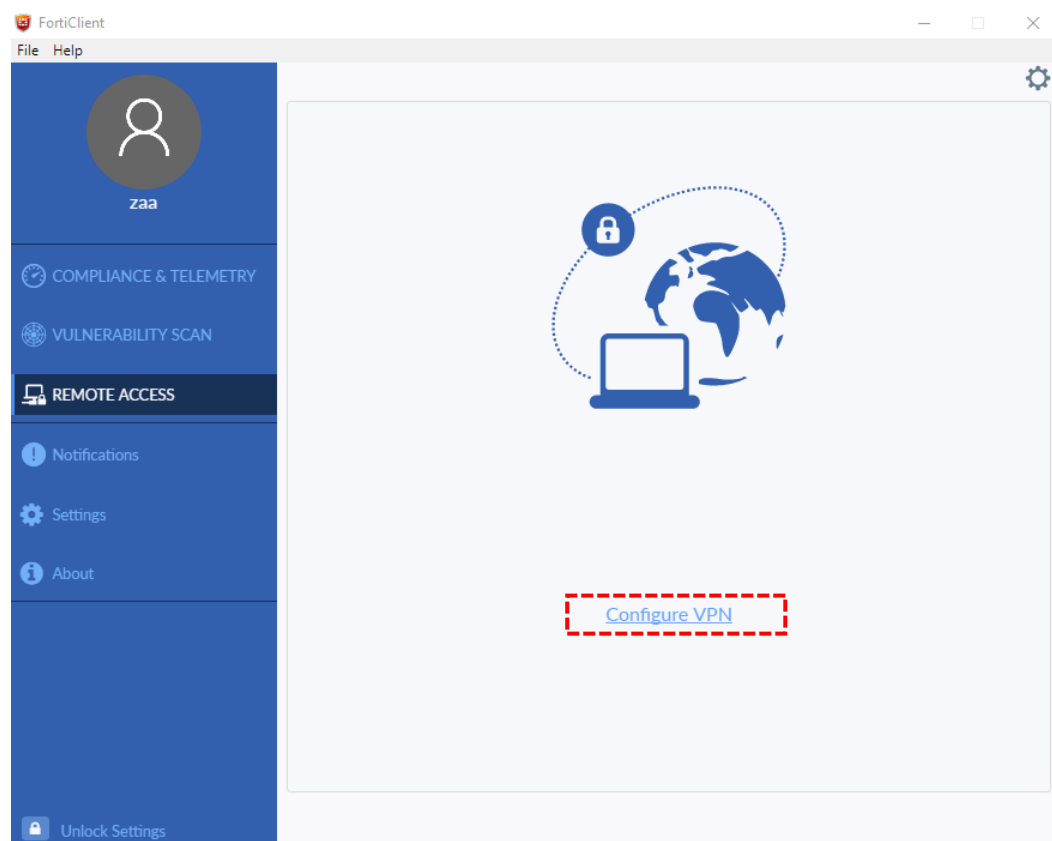 FortiClient
File Help
zaa
COMPLIANCE & TELEMETRY
VULNERABILITY SCAN
REMOTE ACCESS
Notifications
Settings
About
Configure VPN
Unlock Settings